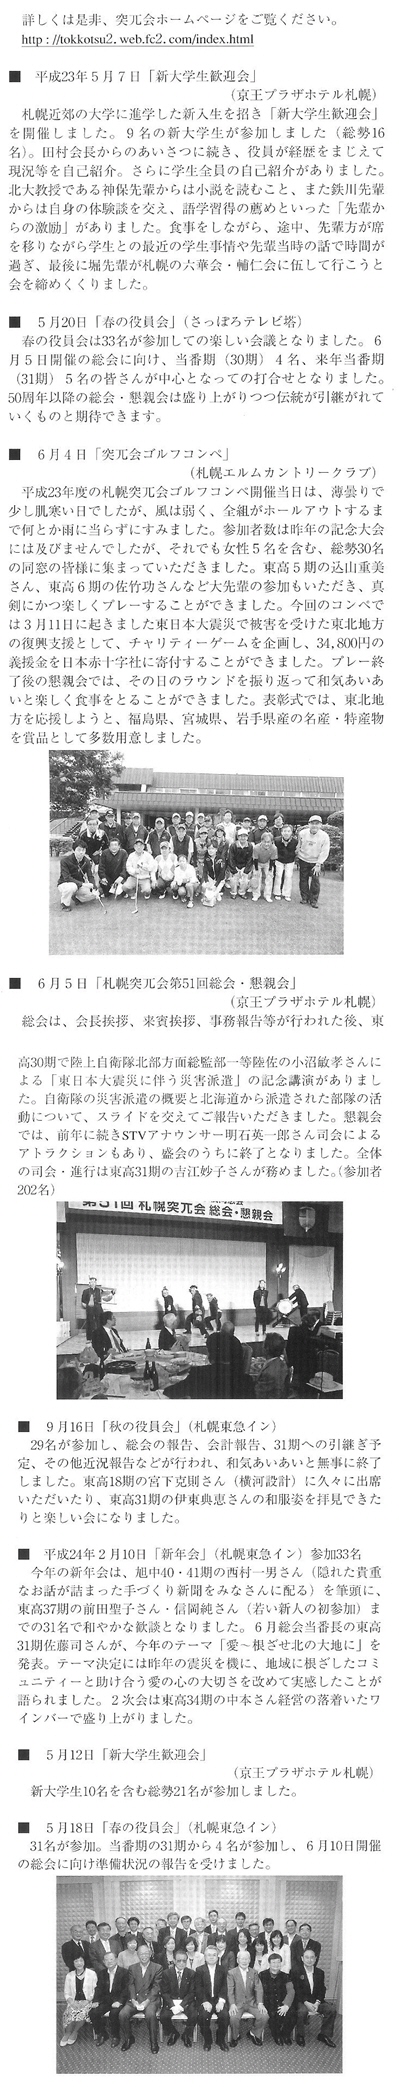 詳しくは是非、突兀会ホームページをご覧ください。
http：//tokkotsu2．web.fc2．com/index.html
■　平成23年５月７日「新大学生歓迎会」
（京王プラザホテル札幌）
札幌近郊の大学に進学した新入生を招き「新大学生歓迎会」
を開催しました。９名の新大学生が参加しました（総勢16
名）。田村会長からのあいさつに続き、役員が経歴をまじえて
現況等を自己紹介。さらに学生全員の自己紹介がありました。
北大教授である神保先輩からは小説を読むこと、また鉄川先輩
からは自身の体験談を交え、語学習得の薦めといった「先輩か
らの激励」がありました。食事をしながら、途中、先輩方が席
を移りながら学生との最近の学生事情や先輩当時の話で時間が
過ぎ、最後に堀先輩が札幌の六華会・輔仁会に伍して行こうと
会を締めくくりました。
■　５月20日「春の役員会」（さっぽろテレビ塔）
春の役員会は33名が参加しての楽しい会議となりました。６
月５日開催の総会に向け、当番期（30期）４名、来年当番期
（31期）５名の皆さんが中心となっての打合せとなりました。
50周年以降の総会・懇親会は盛り上がりつつ伝統が引継がれて
いくものと期待できます。
■　６月４日「突兀会ゴルフコンペ」
（札幌エルムカントリークラブ）
平成23年度の札幌突兀会ゴルフコンペ開催当日は、薄曇りで
少し肌寒い日でしたが、風は弱く、全組がホールアウトするま
で何とか雨に当らずにすみました。参加者数は昨年の記念大会
には及びませんでしたが、それでも女性５名を含む、総勢30名
の同窓の皆様に集まっていただきました。東高５期の込山重美
さん、東高６期の佐竹功さんなど大先輩の参加もいただき、真
剣にかつ楽しくプレーすることができました。今回のコンペで
は３月11日に起きました東日本大震災で被害を受けた東北地方
の復興支援として、チャリティーゲームを企画し、34,800円の
義援金を日本赤十字社に寄付することができました。プレー終
了後の懇親会では、その日のラウンドを振り返って和気あいあ
いと楽しく食事をとることができました。表彰式では、東北地
方を応援しようと、福島県、宮城県、岩手県産の名産・特産物
を賞品として多数用意しました。
■　６月５日「札幌突兀会第51回総会・懇親会」
（京王プラザホテル札幌）
総会は、会長挨拶、来賓挨拶、事務報告等が行われた後、東
高30期で陸上自衛隊北部方面総監部一等陸佐の小沼敏孝さんに
よる「東日本大震災に伴う災害派遣」の記念講演がありまし
た。自衛隊の災害派遣の概要と北海道から派遣された部隊の活
動について、スライドを交えてご報告いただきました。懇親会
では、前年に続きSTVアナウンサー明石英一郎さん司会による
アトラクションもあり、盛会のうちに終了となりました。全体
の司会・進行は東高31期の吉江妙子さんが務めました。（参加者
202名）
第51回 札幌突兀会 総会・懇親会
■　９月16日「秋の役員会」（札幌東急イン）
29名が参加し、総会の報告、会計報告、31期への引継ぎ予
定、その他近況報告などが行われ、和気あいあいと無事に終了
しました。東高18期の宮下克則さん（横河設計）に久々に出席
いただいたり、東高31期の伊東典恵さんの和服姿を拝見できた
りと楽しい会になりました。
■　平成24年２月10日「新年会」（札幌東急イン）参加33名
今年の新年会は、旭中40・41期の西村一男さん（隠れた貴重
なお話が詰まった手づくり新聞をみなさんに配る）を筆頭に、
東高37期の前田聖子さん・信岡純さん（若い新人の初参加）ま
での31名で和やかな歓談となりました。６月総会当番長の東高
31期佐藤司さんが、今年のテーマ「愛～根ざせ北の大地に」を
発表。テーマ決定には昨年の震災を機に、地域に根ざしたコミ
ュニティーと助け合う愛の心の大切さを改めて実感したことが
語られました。２次会は東高34期の中本さん経営の落着いたワ
インバーで盛り上がりました。
■　５月12日「新大学生歓迎会」
（京王プラザホテル札幌）
新大学生10名を含む総勢21名が参加しました。
■　５月18日「春の役員会」（札幌東急イン）
31名が参加。当番期の31期から４名が参加し、６月10日開催
の総会に向け準備状況の報告を受けました。